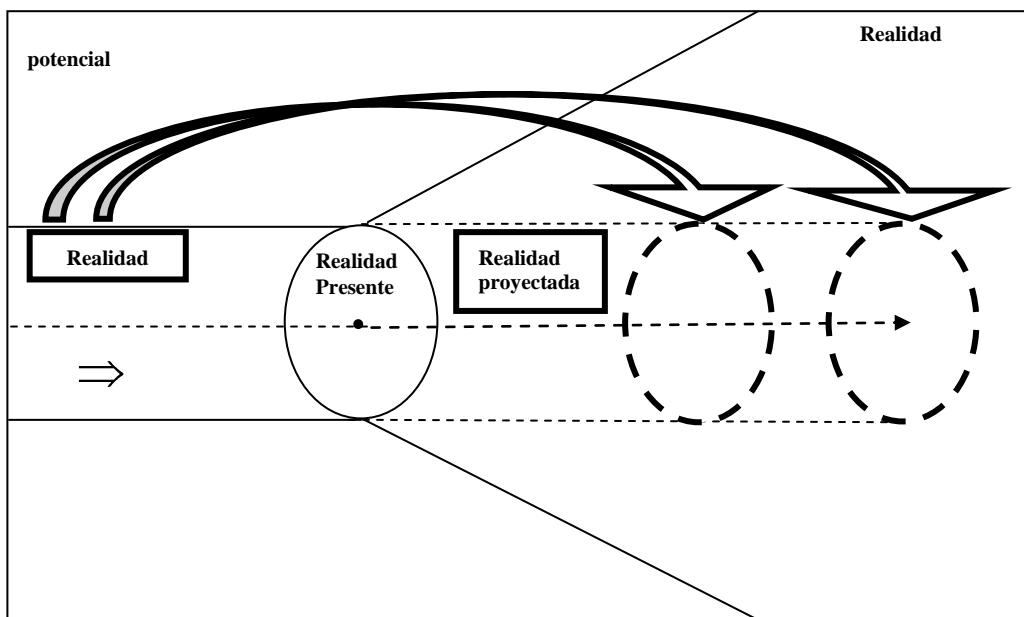 Realidad
potencial
Realidad
Realidad
Presente
Realidad
proyectada